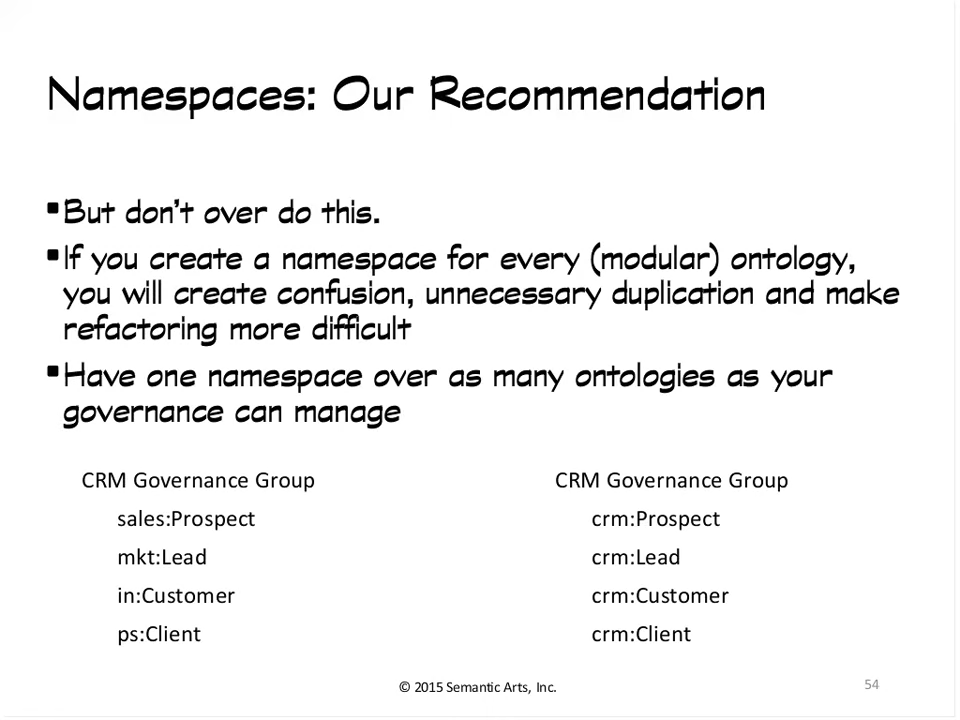 Namespaces: Our Recommendation
▪But don't over do this.
▪If you create a namespace for every (modular) ontology,
you will create confusion, unnecessary duplication and make
refactoring more difficult
▪Have one namespace over as many ontologies as your
governance can manage
CRM Governance Group
sales:Prospect
mkt:Lead
in:Customer
ps:Client
CRM Governance Group
crm:Prospect
crm:Lead
crm:Customer
crm:Client
© 2015 Semantic Arts, Inc.
54